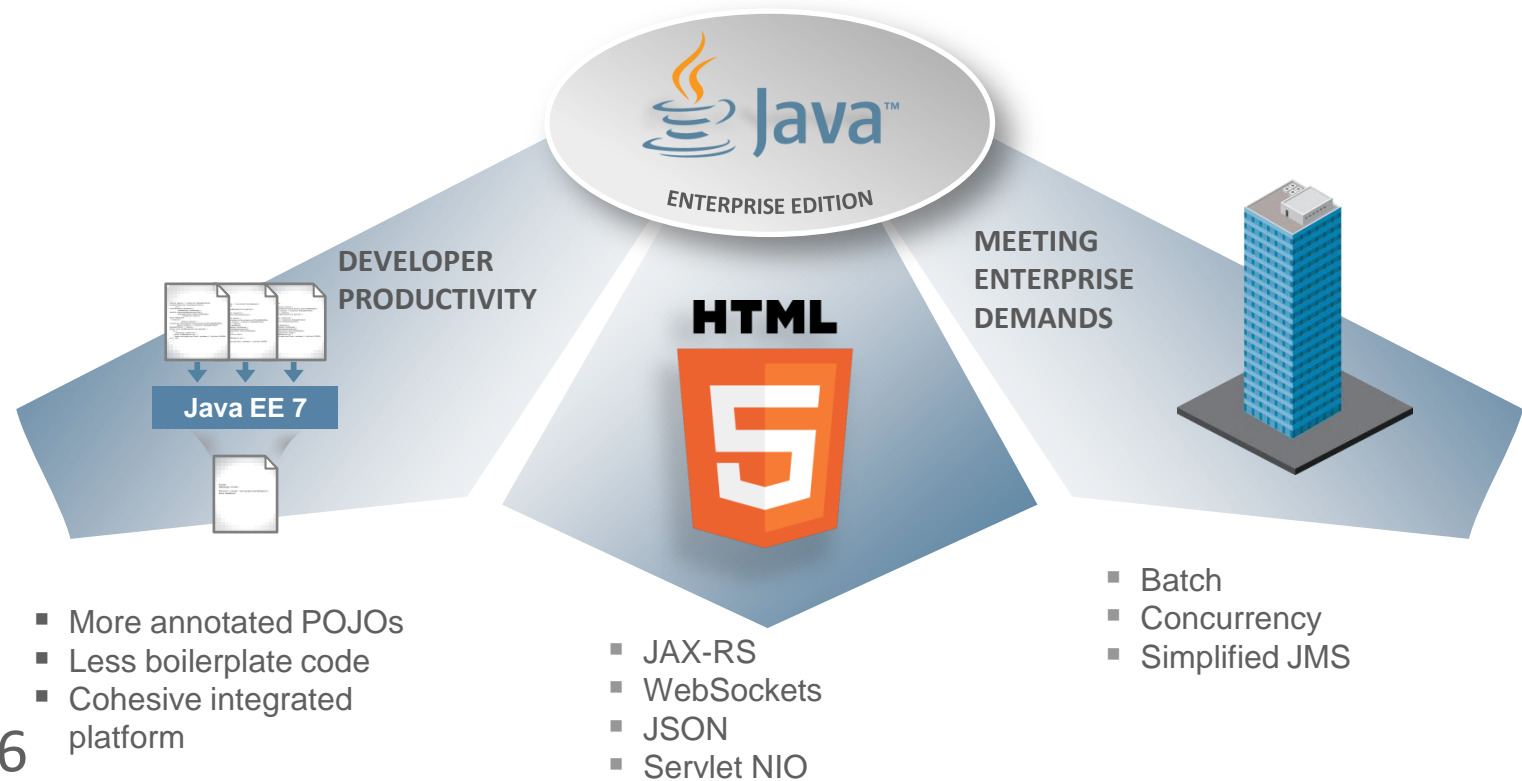 Java™
ENTERPRISE EDITION
DEVELOPER
PRODUCTIVITY
Java EE 7
▪ More annotated POJOs
▪ Less boilerplate code
▪ Cohesive integrated
platform
HTML
5
▪ JAX-RS
▪ WebSockets
▪ JSON
▪ Servlet NIO
MEETING
ENTERPRISE
DEMANDS
▪ Batch
▪ Concurrency
▪ Simplified JMS
6